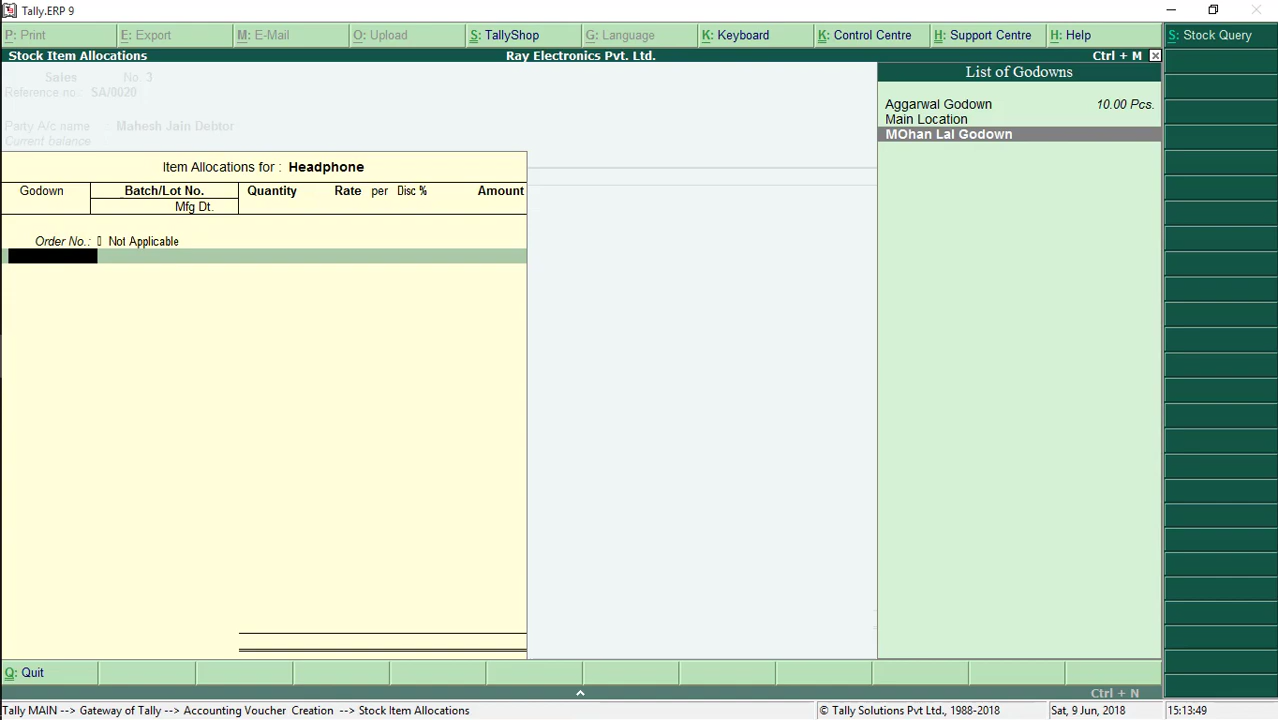 Tally.ERP 9
P: Print E: Export M: E-Mail O: Upload S: TallyShop G: Language K: Keyboard K: Control Centre H: Support Centre H: Help S: Stock Query
Stock Item Allocations Ray Electronics Pvt. Ltd. Ctrl + M
List of Godowns
Sales No. 3
Reference no.: SA/0020
Aggarwal Godown 10.00 Pcs.
Main Location
Party A/c name : Mahesh Jain Debtor
MOhan Lal Godown
Current balance :
Item Allocations for : Headphone
Godown Batch/Lot No. Quantity Rate per Disc % Amount
Mfg Dt.
Order No.: Not Applicable
Q: Quit
Ctrl + N
Tally MAIN --> Gateway of Tally --> Accounting Voucher Creation --> Stock Item Allocations © Tally Solutions Pvt Ltd., 1988-2018 Sat, 9 Jun, 2018 15:13:49